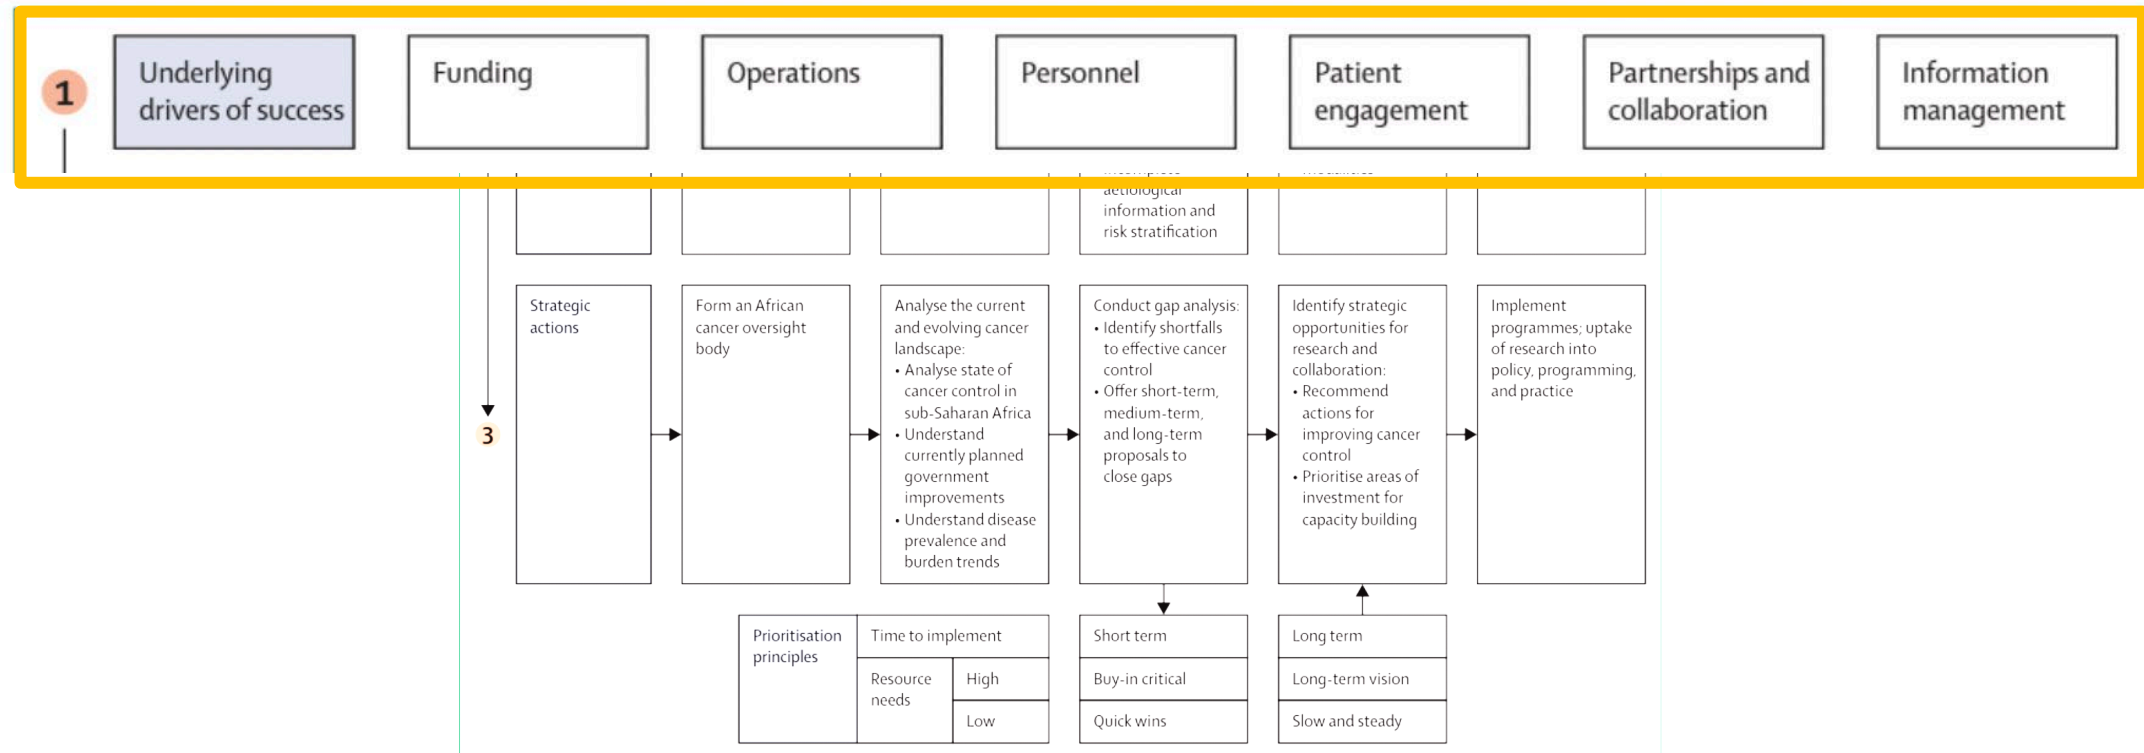 1
Underlying
drivers of success
Funding
Operations
Personnel
Patient
engagement
Partnerships and
collaboration
Information
management
aetiological
information and
risk stratification
3
Strategic
actions
Form an African
cancer oversight
body
Analyse the current
and evolving cancer
landscape:
• Analyse state of
cancer control in
sub-Saharan Africa
• Understand
currently planned
government
improvements
• Understand disease
prevalence and
burden trends
Conduct gap analysis:
• Identify shortfalls
to effective cancer
control
• Offer short-term,
medium-term,
and long-term
proposals to
close gaps
Identify strategic
opportunities for
research and
collaboration:
• Recommend
actions for
improving cancer
control
• Prioritise areas of
investment for
capacity building
Implement
programmes; uptake
of research into
policy, programming,
and practice
Prioritisation
principles
Time to implement
Resource
needs
High
Low
Short term
Buy-in critical
Quick wins
Long term
Long-term vision
Slow and steady